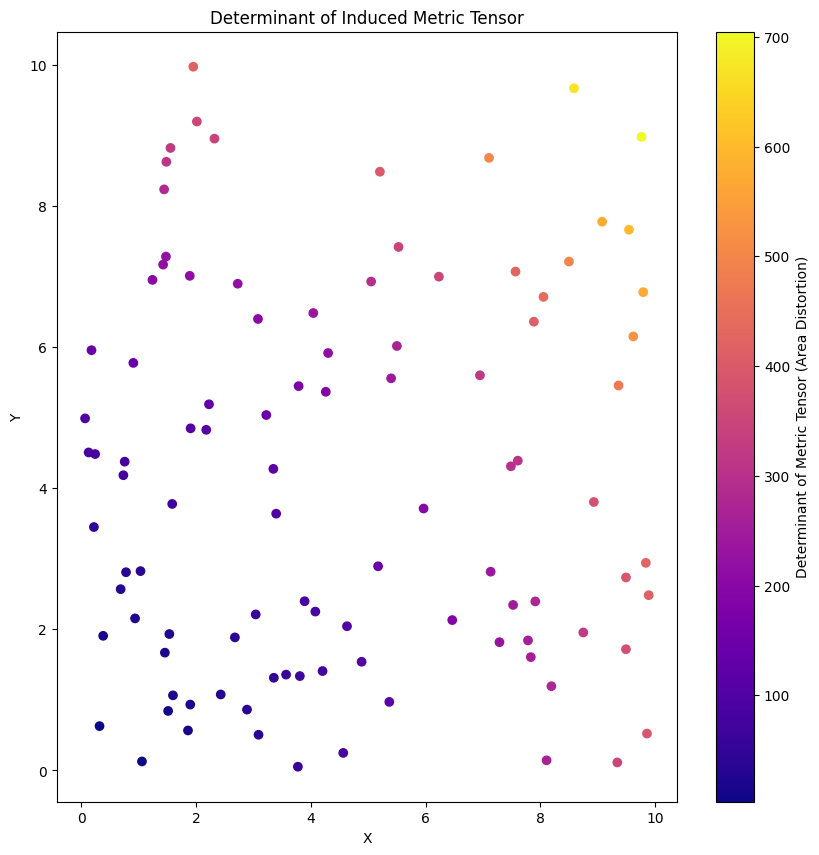 Determinant of Induced Metric Tensor
10
8
6
4
2
0
Y
0 2 4 6 8 10
X
700
600
500
400
300
200
100
Determinant of Metric Tensor (Area Distortion)